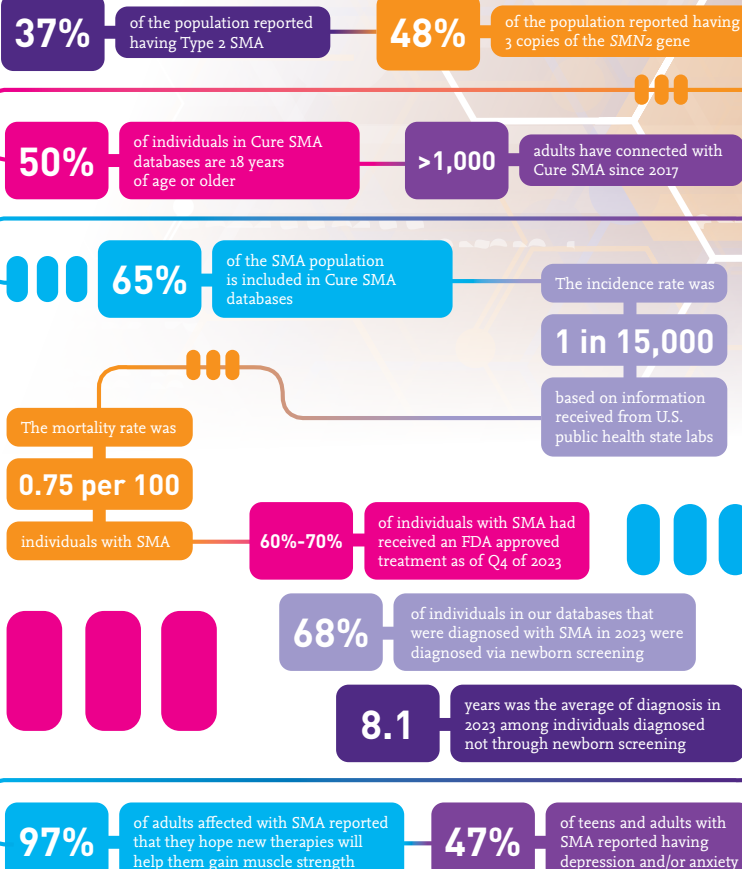 37%
of the population reported
having Type 2 SMA
48%
of the population reported having
3 copies of the SMN2 gene
50%
of individuals in Cure SMA
databases are 18 years
of age or older
>1,000
adults have connected with
Cure SMA since 2017
65%
of the SMA population
is included in Cure SMA
databases
The incidence rate was
1 in 15,000
based on information
received from U.S.
public health state labs
The mortality rate was
0.75 per 100
individuals with SMA
60%-70%
of individuals with SMA had
received an FDA approved
treatment as of Q4 of 2023
68%
of individuals in our databases that
were diagnosed with SMA in 2023 were
diagnosed via newborn screening
8.1
years was the average of diagnosis in
2023 among individuals diagnosed
not through newborn screening
97%
of adults affected with SMA reported
that they hope new therapies will
help them gain muscle strength
47%
of teens and adults with
SMA reported having
depression and/or anxiety